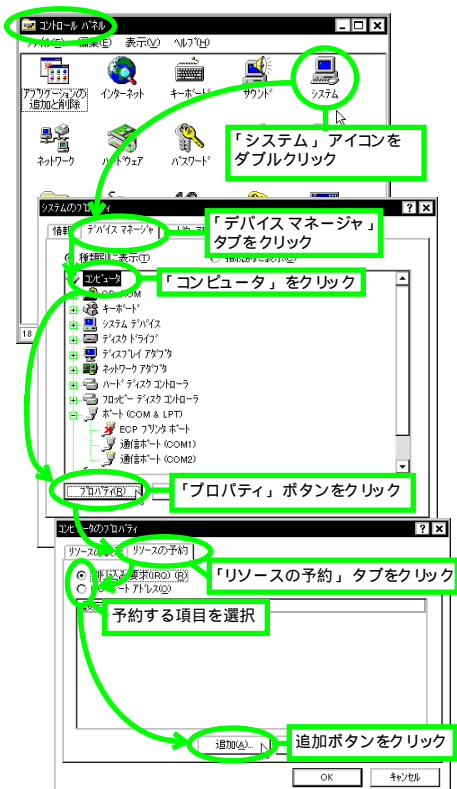 コントロール パネル
ファイル(F) 編集(E) 表示(V) ヘルプ(H)
アプリケーションの
追加と削除
インターネット
キーボード
サウンド
システム
「システム」アイコンを
ダブルクリック
ネットワーク
ハードウェア
パスワード
18
システムのプロパティ
情報
デバイス マネージャ
「デバイス マネージャ」
タブをクリック
種類別に表示(T)
コンピュータ
「コンピュータ」をクリック
CD-ROM
キーボード
システム デバイス
ディスク ドライブ
ディスプレイ アダプタ
ネットワーク アダプタ
ハード ディスク コントローラ
フロッピー ディスク コントローラ
ポート (COM & LPT)
ECP プリンタ ポート
通信ポート (COM1)
通信ポート (COM2)
プロパティ(R)
「プロパティ」ボタンをクリック
コンピュータのプロパティ
リソースの表示
リソースの予約
「リソースの予約」タブをクリック
割り込み要求(IRQ) (R)
I/O ポート アドレス(O)
予約する項目を選択
追加(A)...
追加ボタンをクリック
OK
キャンセル